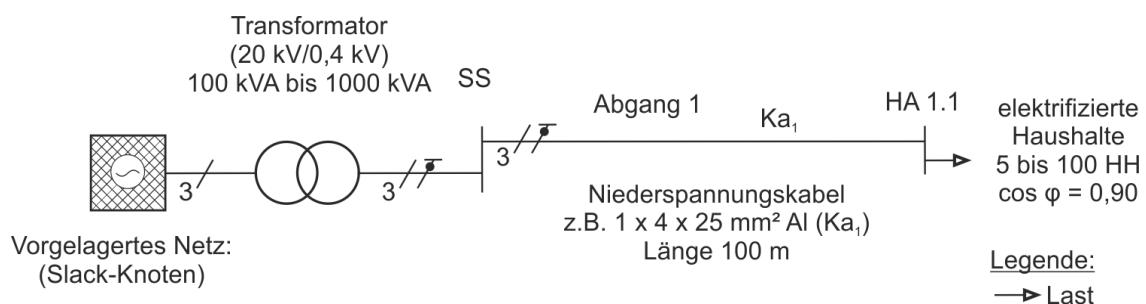 Transformator
(20 kV/0,4 kV)
100 kVA bis 1000 kVA
SS
Abgang 1
Ka₁
HA 1.1
elektrifizierte
Haushalte
5 bis 100 HH
cos φ = 0,90
3
3
3
Niederspannungskabel
z.B. 1 x 4 x 25 mm² Al (Ka₁)
Länge 100 m
Vorgelagertes Netz:
(Slack-Knoten)
Legende:
Last